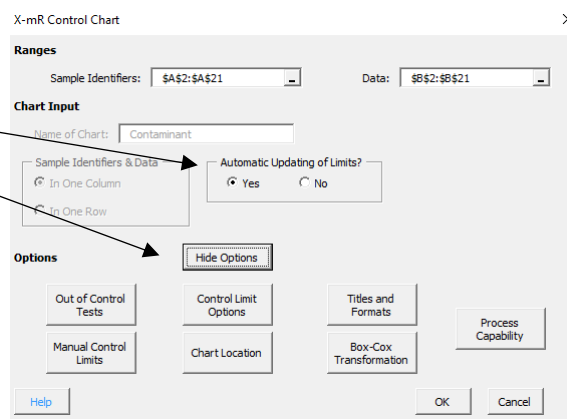 X-mR Control Chart
Ranges
Sample Identifiers: $A$2:$A$21 Data: $B$2:$B$21
Chart Input
Name of Chart: Contaminant
Sample Identifiers & Data Automatic Updating of Limits?
In One Column Yes No
In One Row
Options Hide Options
Out of Control Tests
Control Limit Options
Titles and Formats
Process Capability
Manual Control Limits
Chart Location
Box-Cox Transformation
Help OK Cancel